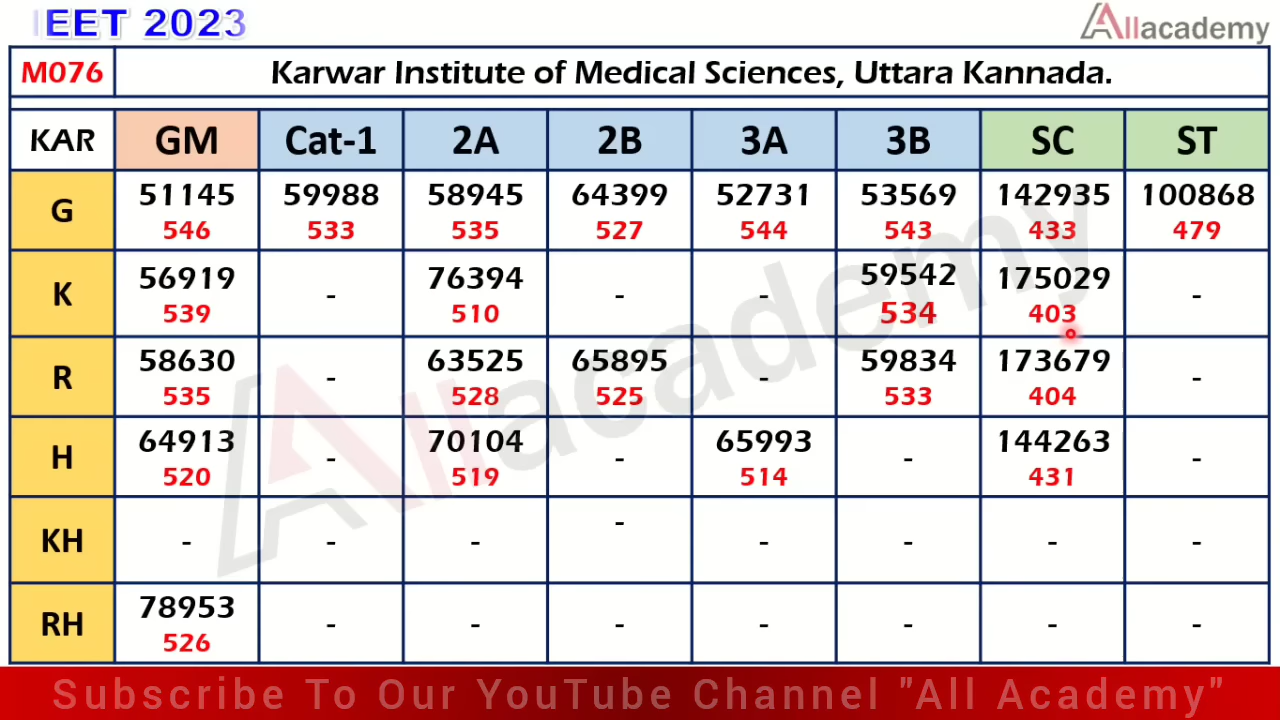 EET 2023
Allacademy
M076 Karwar Institute of Medical Sciences, Uttara Kannada.
KAR GM Cat-1 2A 2B 3A 3B SC ST
G 51145 59988 58945 64399 52731 53569 142935 100868
546 533 535 527 544 543 433 479
K 56919 - 76394 - - 59542 175029 -
539 510 534 403
R 58630 - 63525 65895 - 59834 173679 -
535 528 525 533 404
H 64913 - 70104 - 65993 - 144263 -
520 519 514 431
KH - - - - - - - -
RH 78953 - - - - - - -
526
Allacademy
Subscribe To Our YouTube Channel "All Academy"